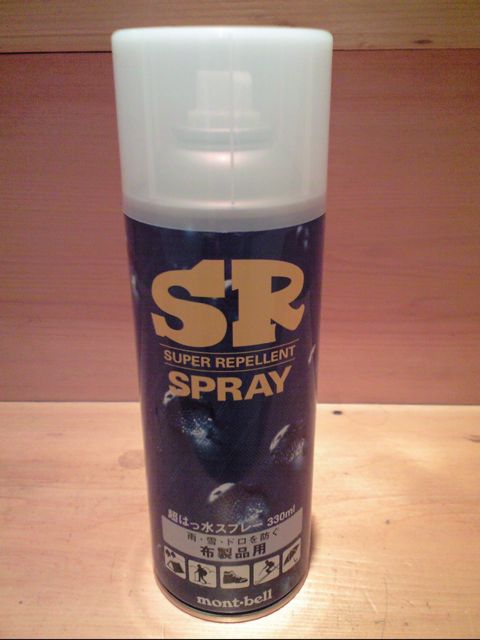 SR
SUPER REPELLENT
SPRAY
超はっ水スプレー 330ml
雨・雪・ドロを防ぐ
布製品用
mont-bell